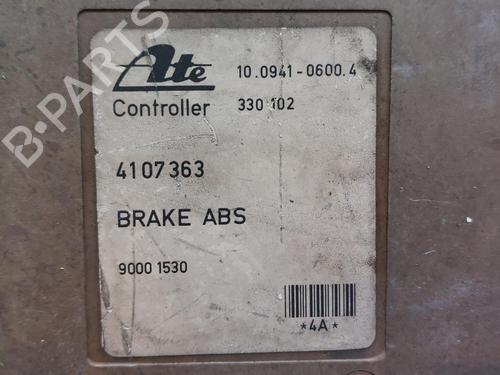 Ate 10.0941-0600.4
Controller 330 102
4107363
BRAKE ABS
9000 1530
*4A*
B-PARTS